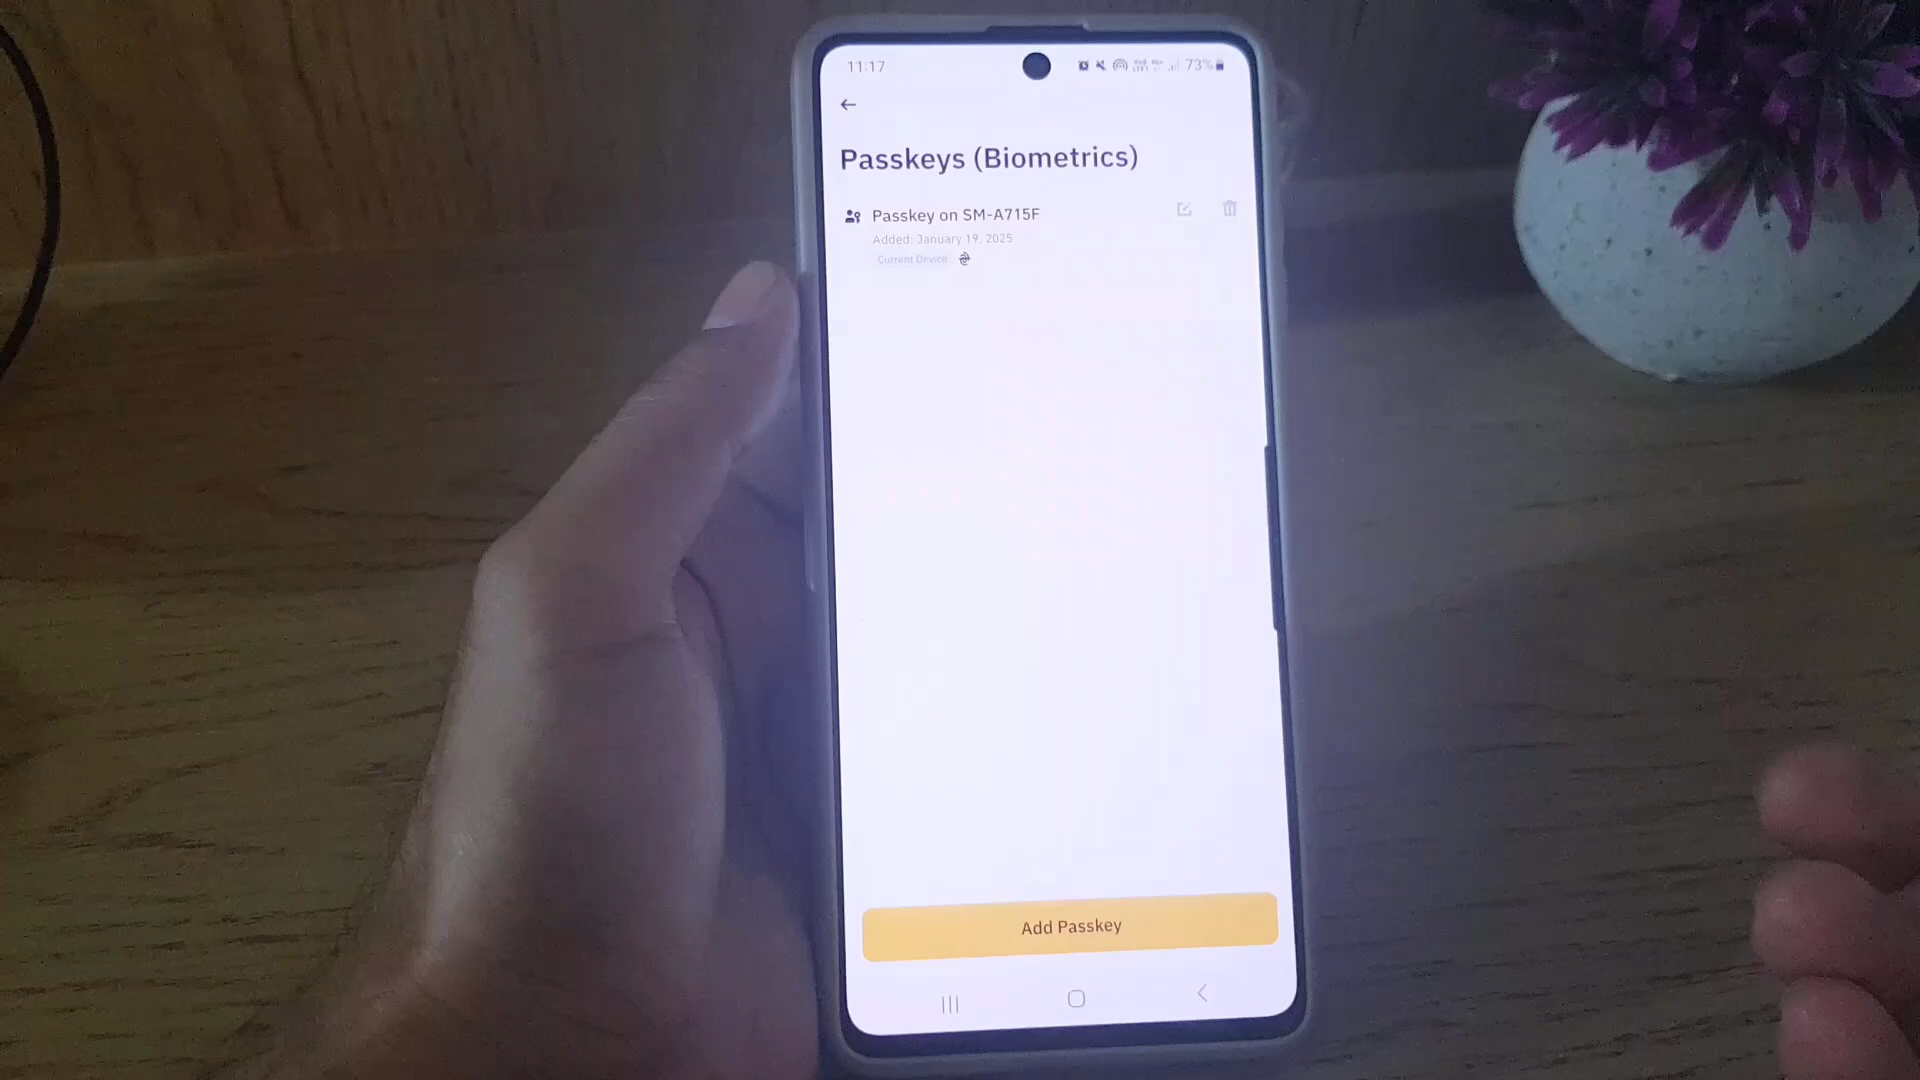 11:17
73%
Passkeys (Biometrics)
Passkey on SM-A715F
Added: January 19, 2025
Current Device
Add Passkey